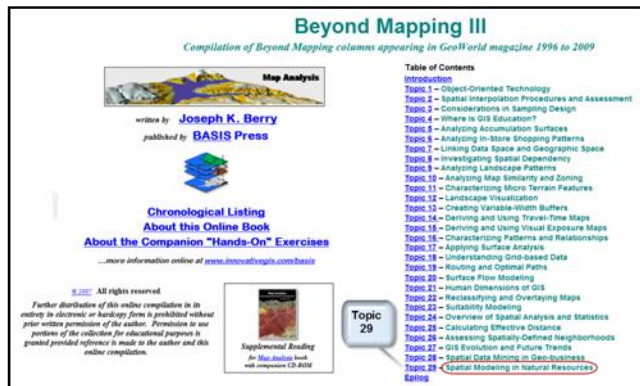 Beyond Mapping III
Compilation of Beyond Mapping columns appearing in GeoWorld magazine 1996 to 2009
Map Analysis
written by Joseph K. Berry
published by BASIS Press
Chronological Listing
About this Online Book
About the Companion "Hands-On" Exercises
...more information online at www.innovativegis.com/basis
© 2007 All rights reserved.
Further distribution of this online compilation in its
entirety in electronic or hardcopy form is prohibited without
prior written permission of the author. Permission to use
portions of the collection for educational purposes is
granted provided reference is made to the author and this
online compilation.
Supplemental Reading
for Map Analysis book
with companion CD-ROM
Table of Contents
Introduction
Topic 1 – Object-Oriented Technology
Topic 2 – Spatial Interpolation Procedures and Assessment
Topic 3 – Considerations in Sampling Design
Topic 4 – Where Is GIS Education?
Topic 5 – Analyzing Accumulation Surfaces
Topic 6 – Analyzing In-Store Shopping Patterns
Topic 7 – Linking Data Space and Geographic Space
Topic 8 – Investigating Spatial Dependency
Topic 9 – Analyzing Landscape Patterns
Topic 10 – Analyzing Map Similarity and Zoning
Topic 11 – Characterizing Micro Terrain Features
Topic 12 – Landscape Visualization
Topic 13 – Creating Variable-Width Buffers
Topic 14 – Deriving and Using Travel-Time Maps
Topic 15 – Deriving and Using Visual Exposure Maps
Topic 16 – Characterizing Patterns and Relationships
Topic 17 – Applying Surface Analysis
Topic 18 – Understanding Grid-based Data
Topic 19 – Routing and Optimal Paths
Topic 20 – Surface Flow Modeling
Topic 21 – Human Dimensions of GIS
Topic 22 – Reclassifying and Overlaying Maps
Topic 23 – Suitability Modeling
Topic 24 – Overview of Spatial Analysis and Statistics
Topic 25 – Calculating Effective Distance
Topic 26 – Assessing Spatially-Defined Neighborhoods
Topic 27 – GIS Evolution and Future Trends
Topic 28 – Spatial Data Mining in Geo-business
Topic 29 – Spatial Modeling in Natural Resources
Epilog
Topic
29